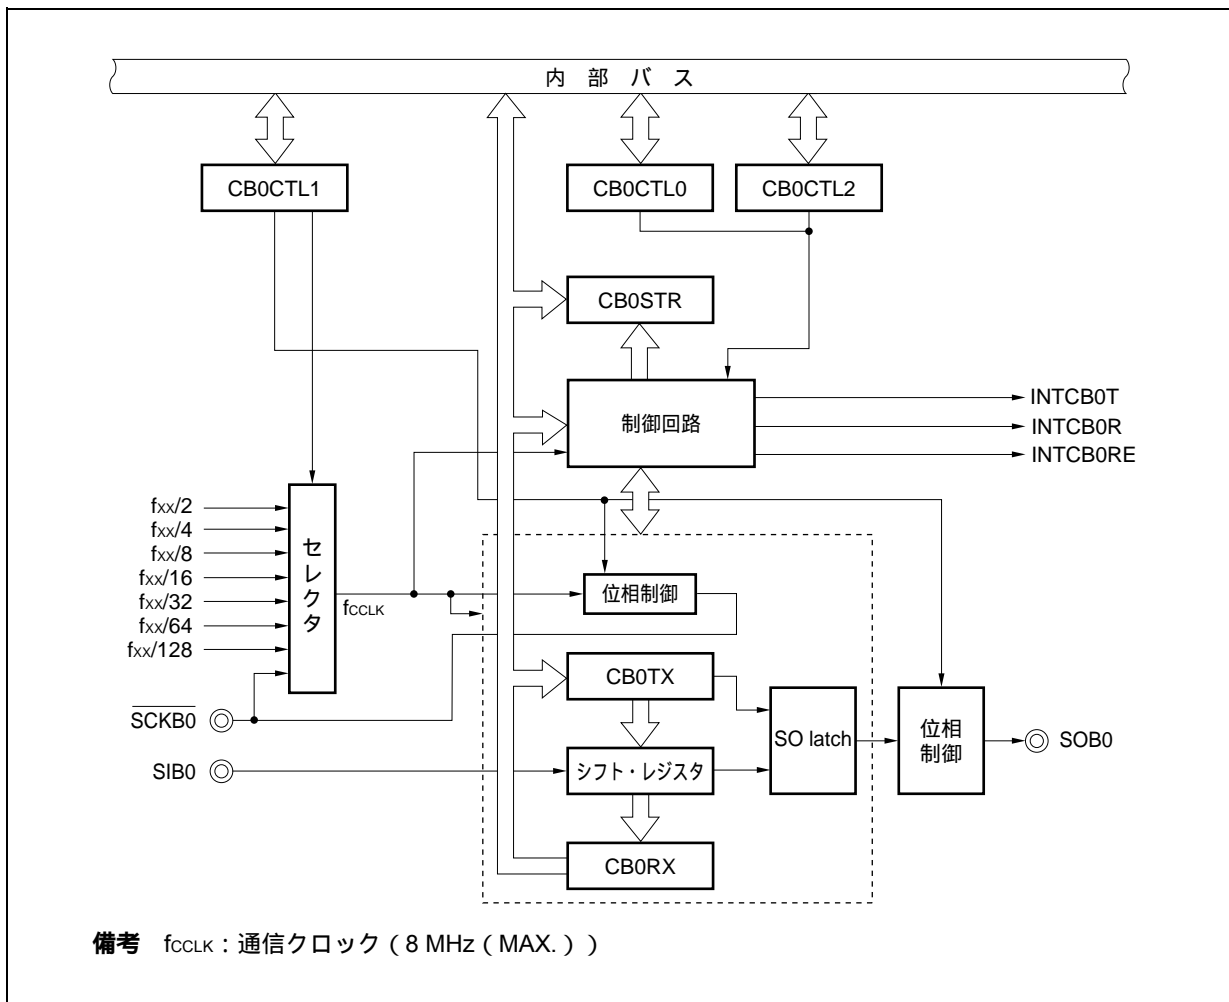 内 部 バ ス
CB0CTL1
CB0CTL0
CB0CTL2
CB0STR
制御回路
INTCB0T
INTCB0R
INTCB0RE
fxx/2
fxx/4
fxx/8
fxx/16
fxx/32
fxx/64
fxx/128
セレクタ
fCCLK
位相制御
SCKB0
SIB0
CB0TX
シフト・レジスタ
CB0RX
SO latch
位相
制御
SOB0
備考 fCCLK：通信クロック（8 MHz（MAX.））